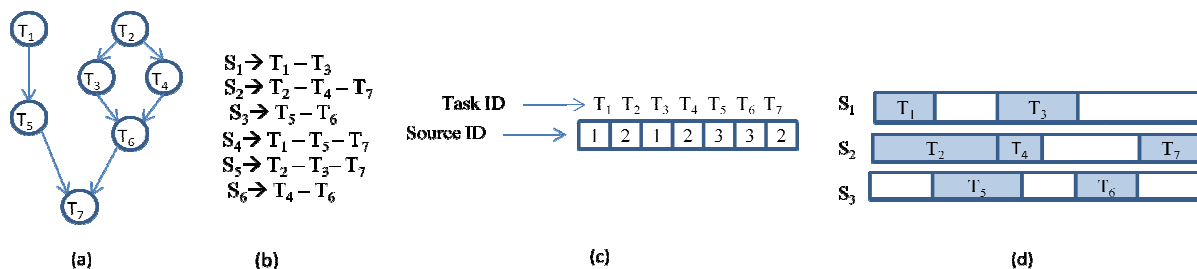 T1
T2
T3
T4
T5
T6
T7
(a)
S1→ T1 – T3
S2→ T2 – T4 – T7
S3→ T5 – T6
S4→ T1 – T5 – T7
S5→ T2 – T3 – T7
S6→ T4 – T6
(b)
Task ID T1 T2 T3 T4 T5 T6 T7
Source ID 1 2 1 2 3 3 2
(c)
S1 T1 T3
S2 T2 T4 T7
S3 T5 T6
(d)